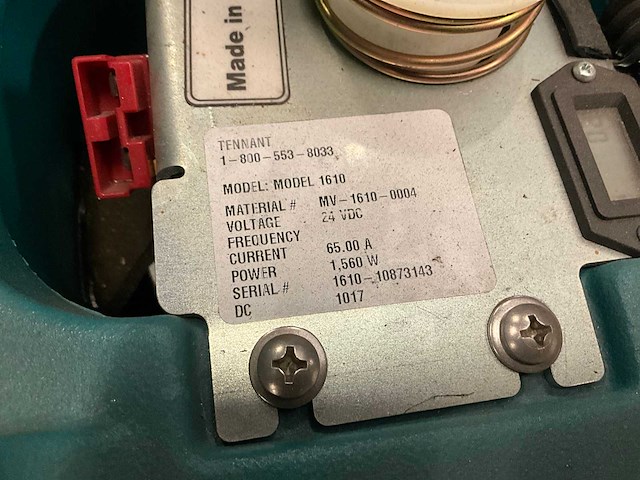 Made in
TENNANT
1-800-553-8033
MODEL: MODEL 1610
MATERIAL # MV-1610-0004
VOLTAGE 24 VDC
FREQUENCY
CURRENT 65.00 A
POWER 1,560 W
SERIAL # 1610-10873143
DC 1017